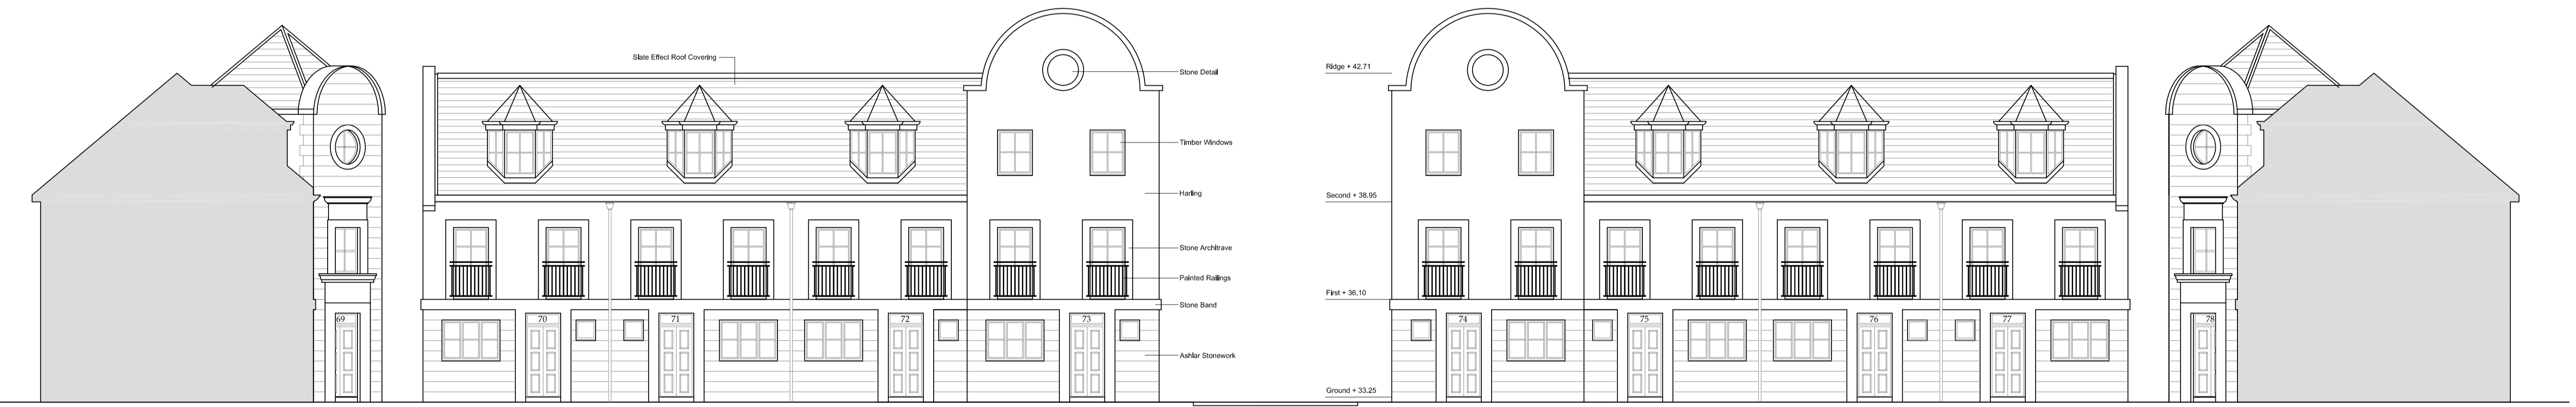 Slate Effect Roof Covering
Stone Detail
Timber Windows
Harling
Stone Architrave
Painted Railings
Stone Band
Ashlar Stonework
Ridge + 42.71
Second + 38.95
First + 36,10
Ground + 33.25
69
70
71
72
73
74
75
76
77
78